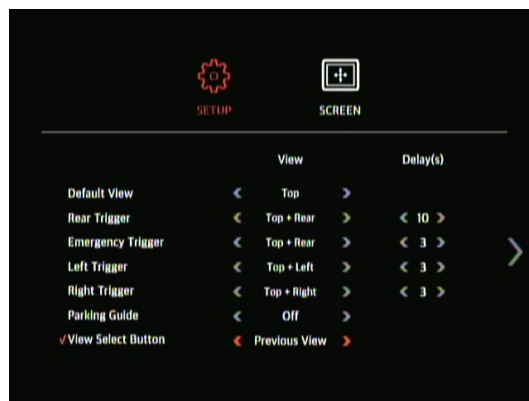 SETUP SCREEN
View Delay(s)
Default View < Top >
Rear Trigger < Top + Rear > < 10 >
Emergency Trigger < Top + Rear > < 3 >
Left Trigger < Top + Left > < 3 >
Right Trigger < Top + Right > < 3 >
Parking Guide < Off >
√View Select Button < Previous View >